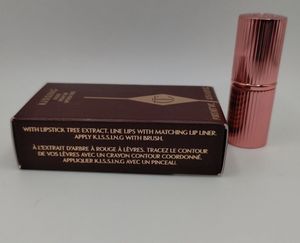 K.I.S.S.I.N.G
WITH LIPSTICK TREE EXTRACT. LINE LIPS WITH MATCHING LIP LINER.
APPLY K.I.S.S.I.N.G WITH BRUSH.
À L'EXTRAIT D'ARBRE À ROUGE À LÈVRES. TRACEZ LE CONTOUR
DE VOS LÈVRES AVEC UN CRAYON CONTOUR COORDONNÉ.
APPLIQUER K.I.S.S.I.N.G AVEC UN PINCEAU.